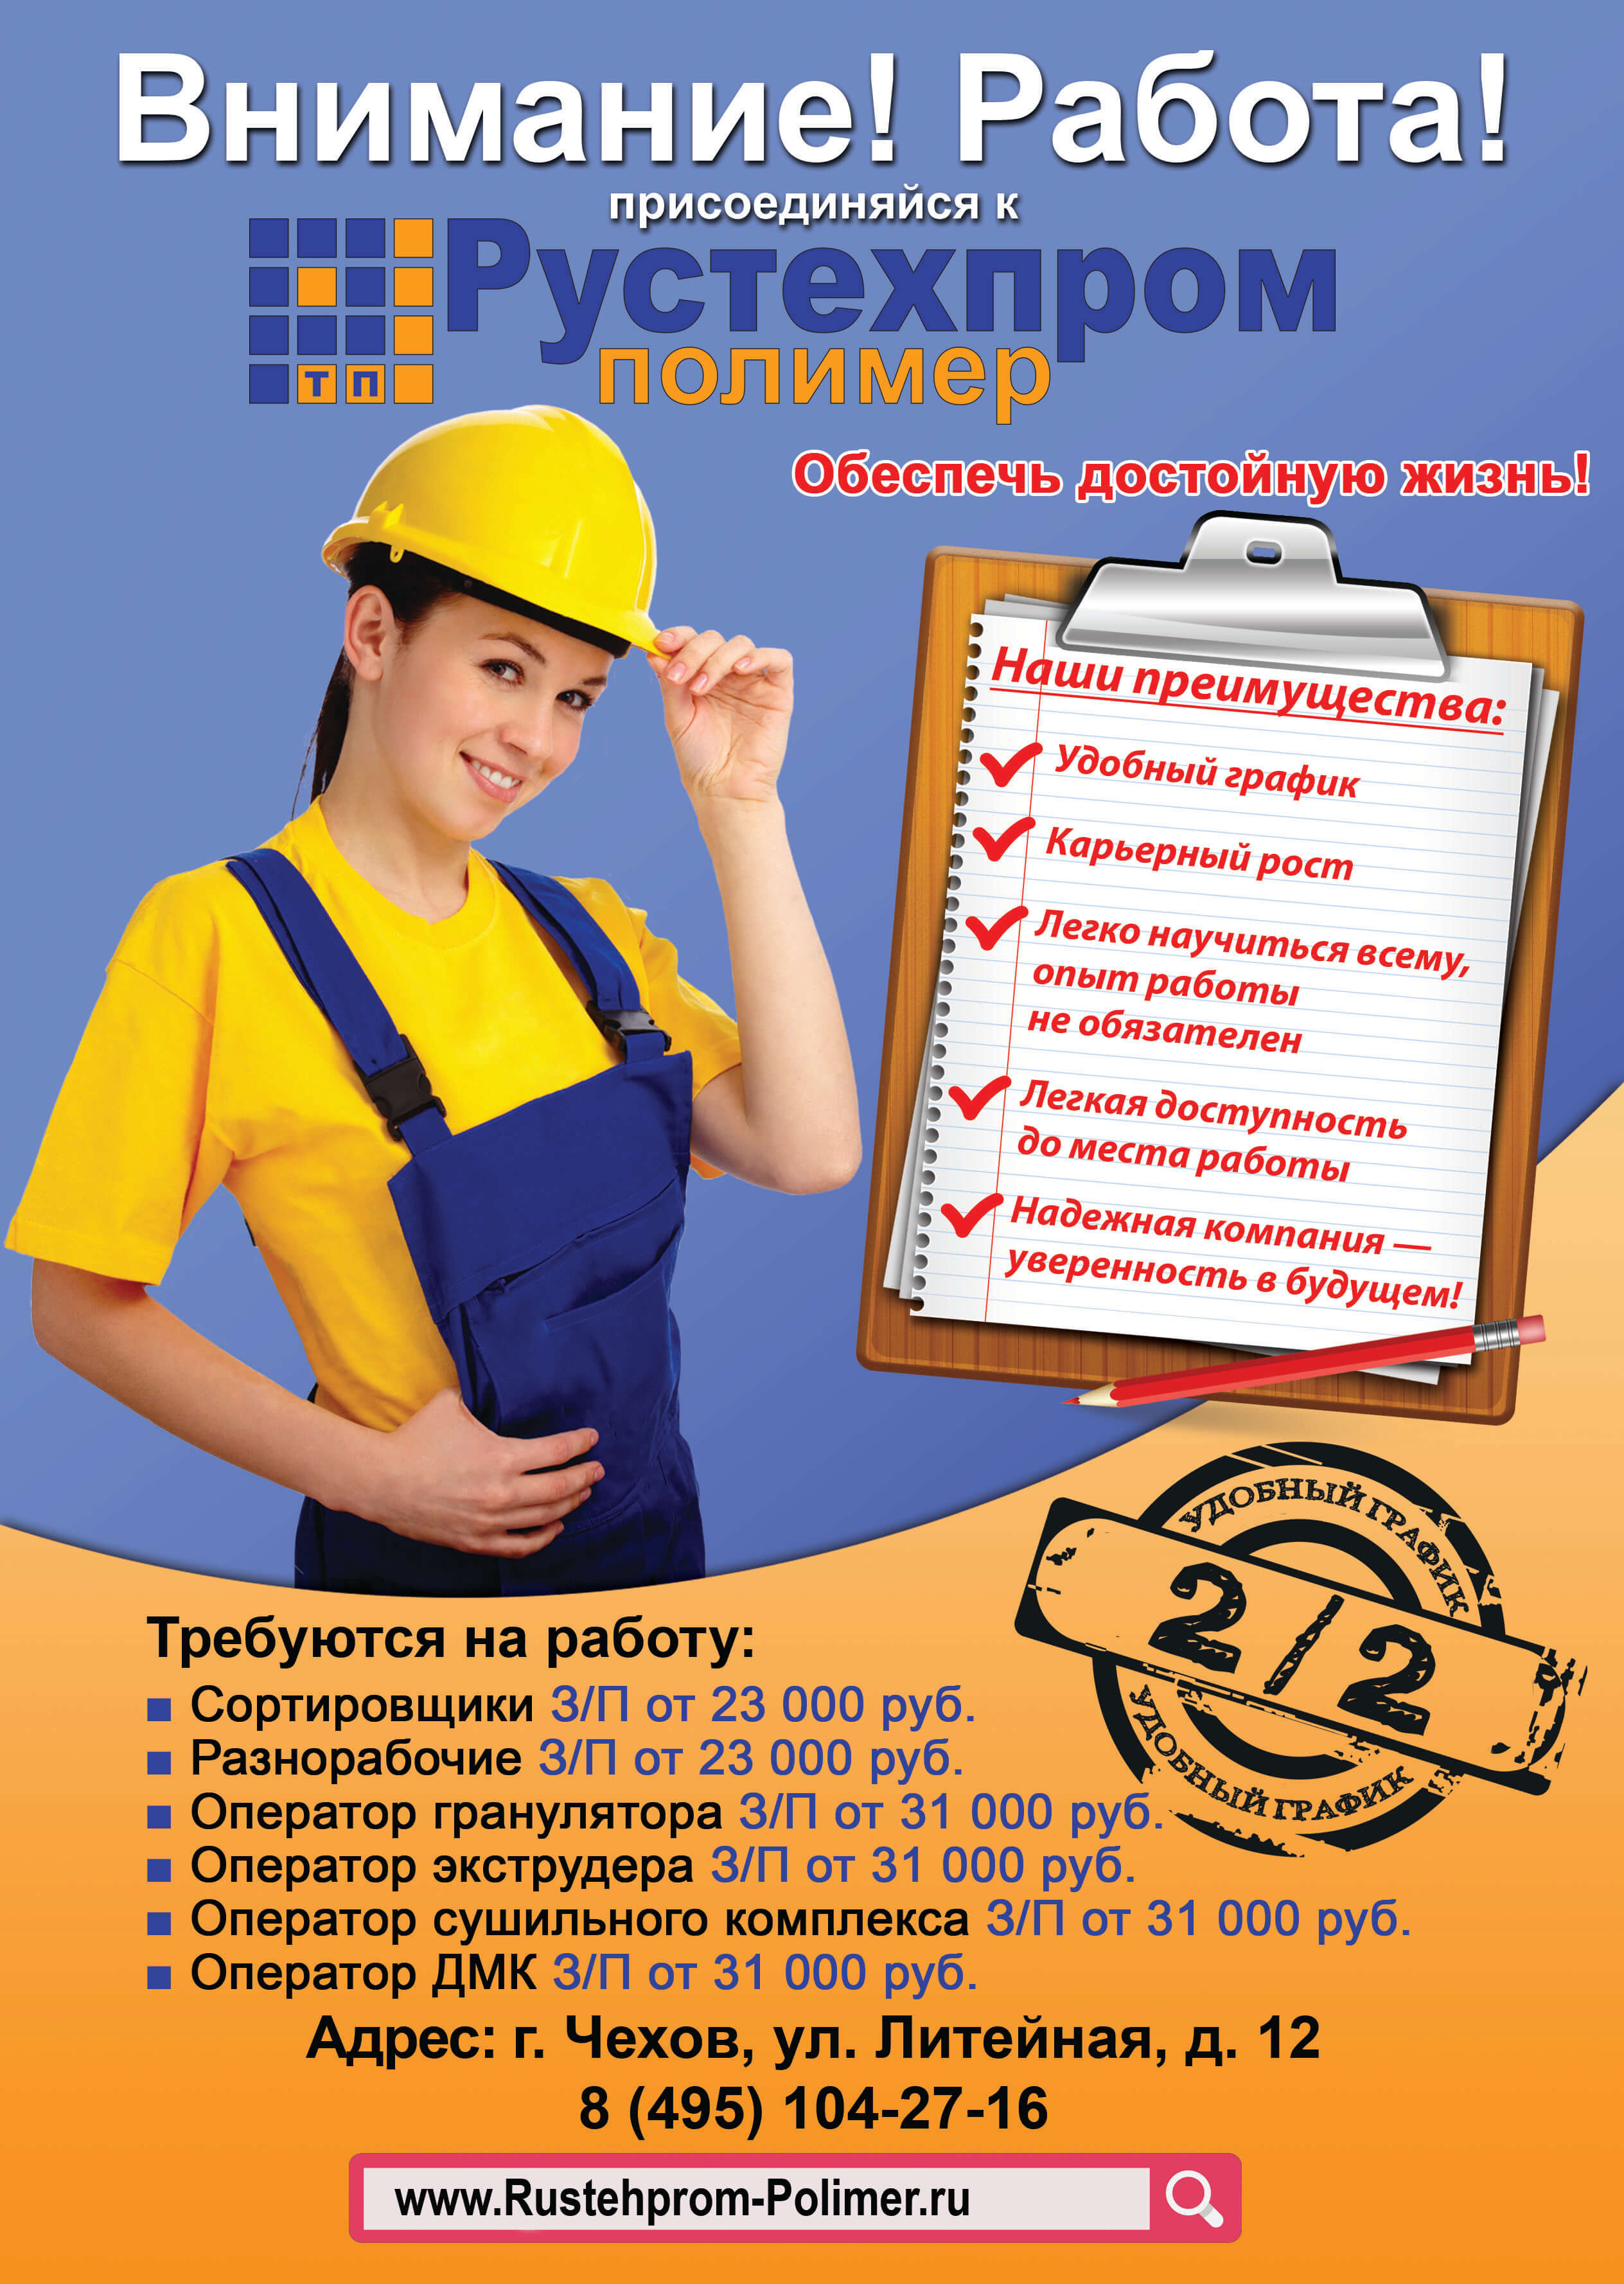 Внимание! Работа!
присоединяйся к
Рустехпром
полимер
т п
Обеспечь достойную жизнь!
Наши преимущества:
Удобный график
Карьерный рост
Легко научиться всему,
опыт работы
не обязателен
Легкая доступность
до места работы
Надежная компания —
уверенность в будущем!
УДОБНЫЙ ГРАФИК
2/2
УДОБНЫЙ ГРАФИК
Требуются на работу:
Сортировщики З/П от 23 000 руб.
Разнорабочие З/П от 23 000 руб.
Оператор гранулятора З/П от 31 000 руб.
Оператор экструдера З/П от 31 000 руб.
Оператор сушильного комплекса З/П от 31 000 руб.
Оператор ДМК З/П от 31 000 руб.
Адрес: г. Чехов, ул. Литейная, д. 12
8 (495) 104-27-16
www.Rustehprom-Polimer.ru